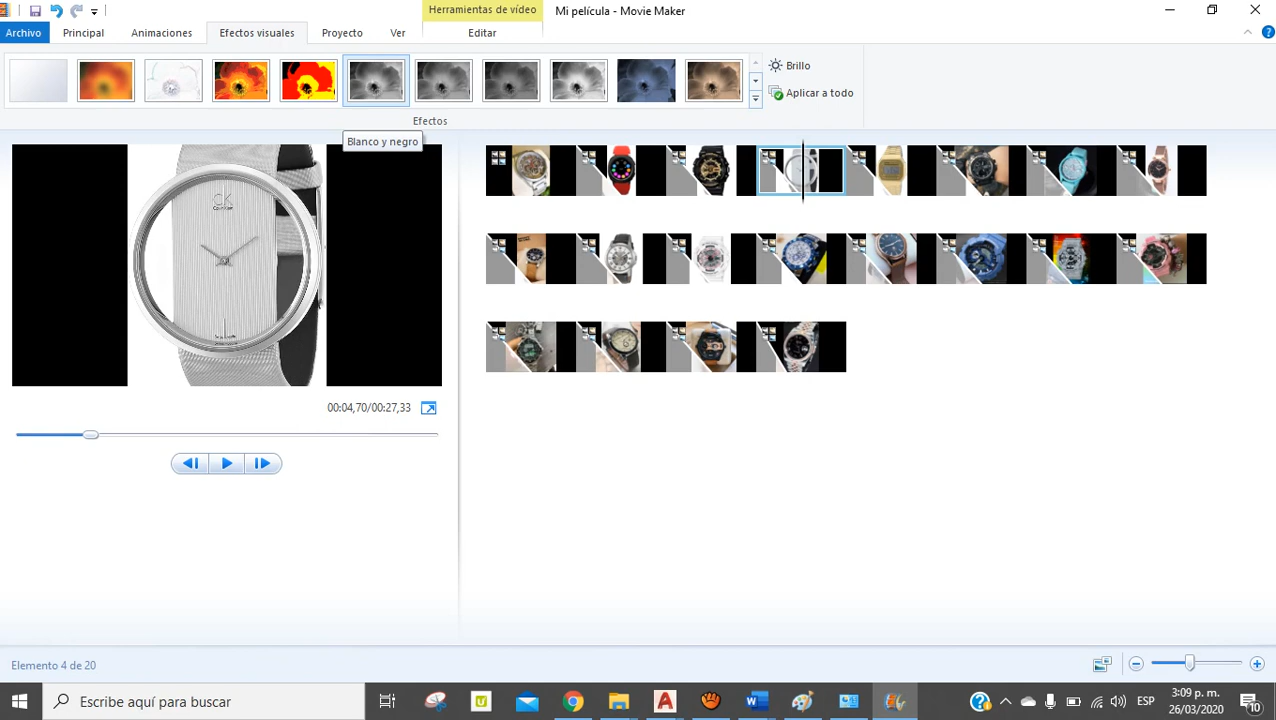 Herramientas de vídeo
Mi película - Movie Maker
Archivo
Principal
Animaciones
Efectos visuales
Proyecto
Ver
Editar
Brillo
Aplicar a todo
Efectos
Blanco y negro
cK
00:04,70/00:27,33
Elemento 4 de 20
Escribe aquí para buscar
ESP
3:09 p. m.
26/03/2020
10